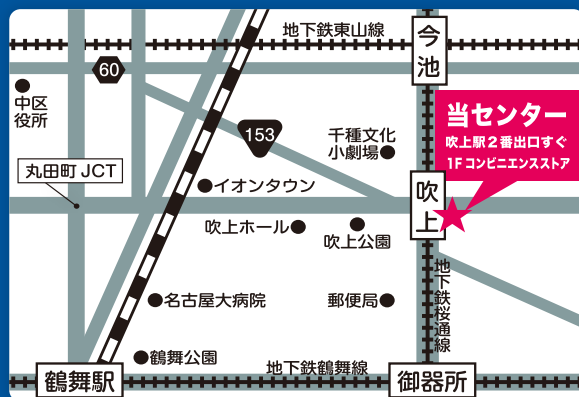 地下鉄東山線
今池
60
中区
役所
153
千種文化
小劇場
当センター
吹上駅2番出口すぐ
1Fコンビニエンスストア
丸田町JCT
イオンタウン
吹上
吹上ホール
吹上公園
地下鉄桜通線
名古屋大病院
郵便局
鶴舞公園
地下鉄鶴舞線
鶴舞駅
御器所